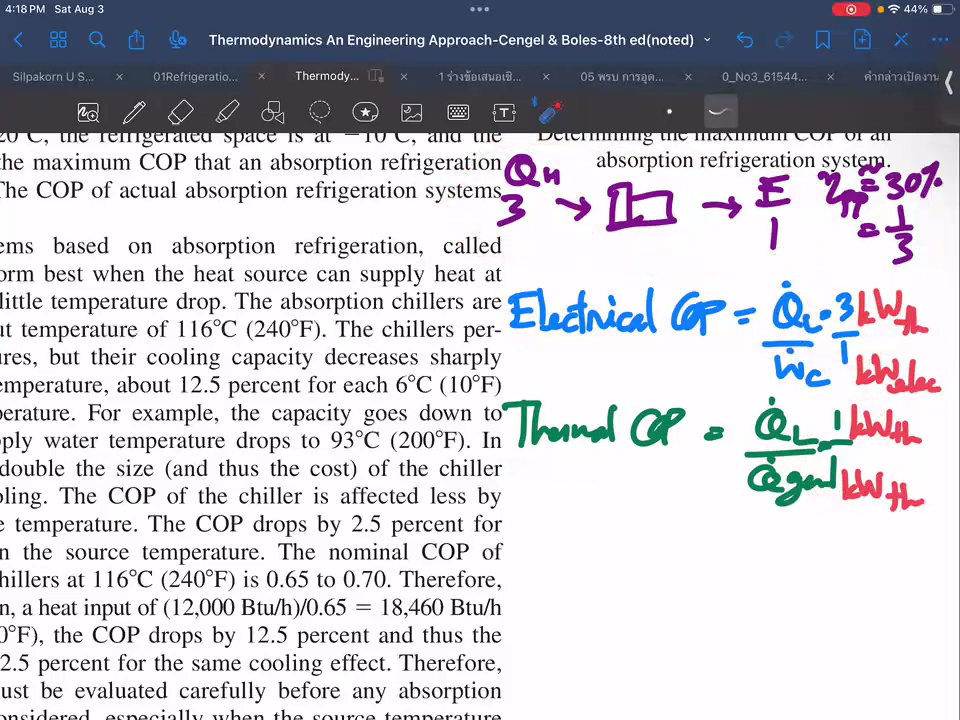 4:18 PM Sat Aug 3
44%
Thermodynamics An Engineering Approach-Cengel & Boles-8th ed(noted)
Silpakorn U S...
01Refrigeratio...
Thermody...
1 ร่างข้อเสนอเชิ...
05 พรบ การอุด...
0_No3_61544...
คำกล่าวเปิดงาน
20°C, the refrigerated space is at −10°C, and the
the maximum COP that an absorption refrigeration
The COP of actual absorption refrigeration systems
Determining the maximum COP of an
absorption refrigeration system.
ems based on absorption refrigeration, called
orm best when the heat source can supply heat at
little temperature drop. The absorption chillers are
ut temperature of 116°C (240°F). The chillers per-
ures, but their cooling capacity decreases sharply
emperature, about 12.5 percent for each 6°C (10°F)
perature. For example, the capacity goes down to
pply water temperature drops to 93°C (200°F). In
double the size (and thus the cost) of the chiller
oling. The COP of the chiller is affected less by
e temperature. The COP drops by 2.5 percent for
n the source temperature. The nominal COP of
hillers at 116°C (240°F) is 0.65 to 0.70. Therefore,
n, a heat input of (12,000 Btu/h)/0.65 = 18,460 Btu/h
0°F), the COP drops by 12.5 percent and thus the
2.5 percent for the same cooling effect. Therefore,
ust be evaluated carefully before any absorption
onsidered, especially when the source temperature
QH → → E ηpp ≈ 30%
3 1 = 1/3
Electrical COP = Q̇L · 3 kWth
Ẇc 1 kWelec
Thermal COP = Q̇L 1 kWth
Q̇gen 1 kWth